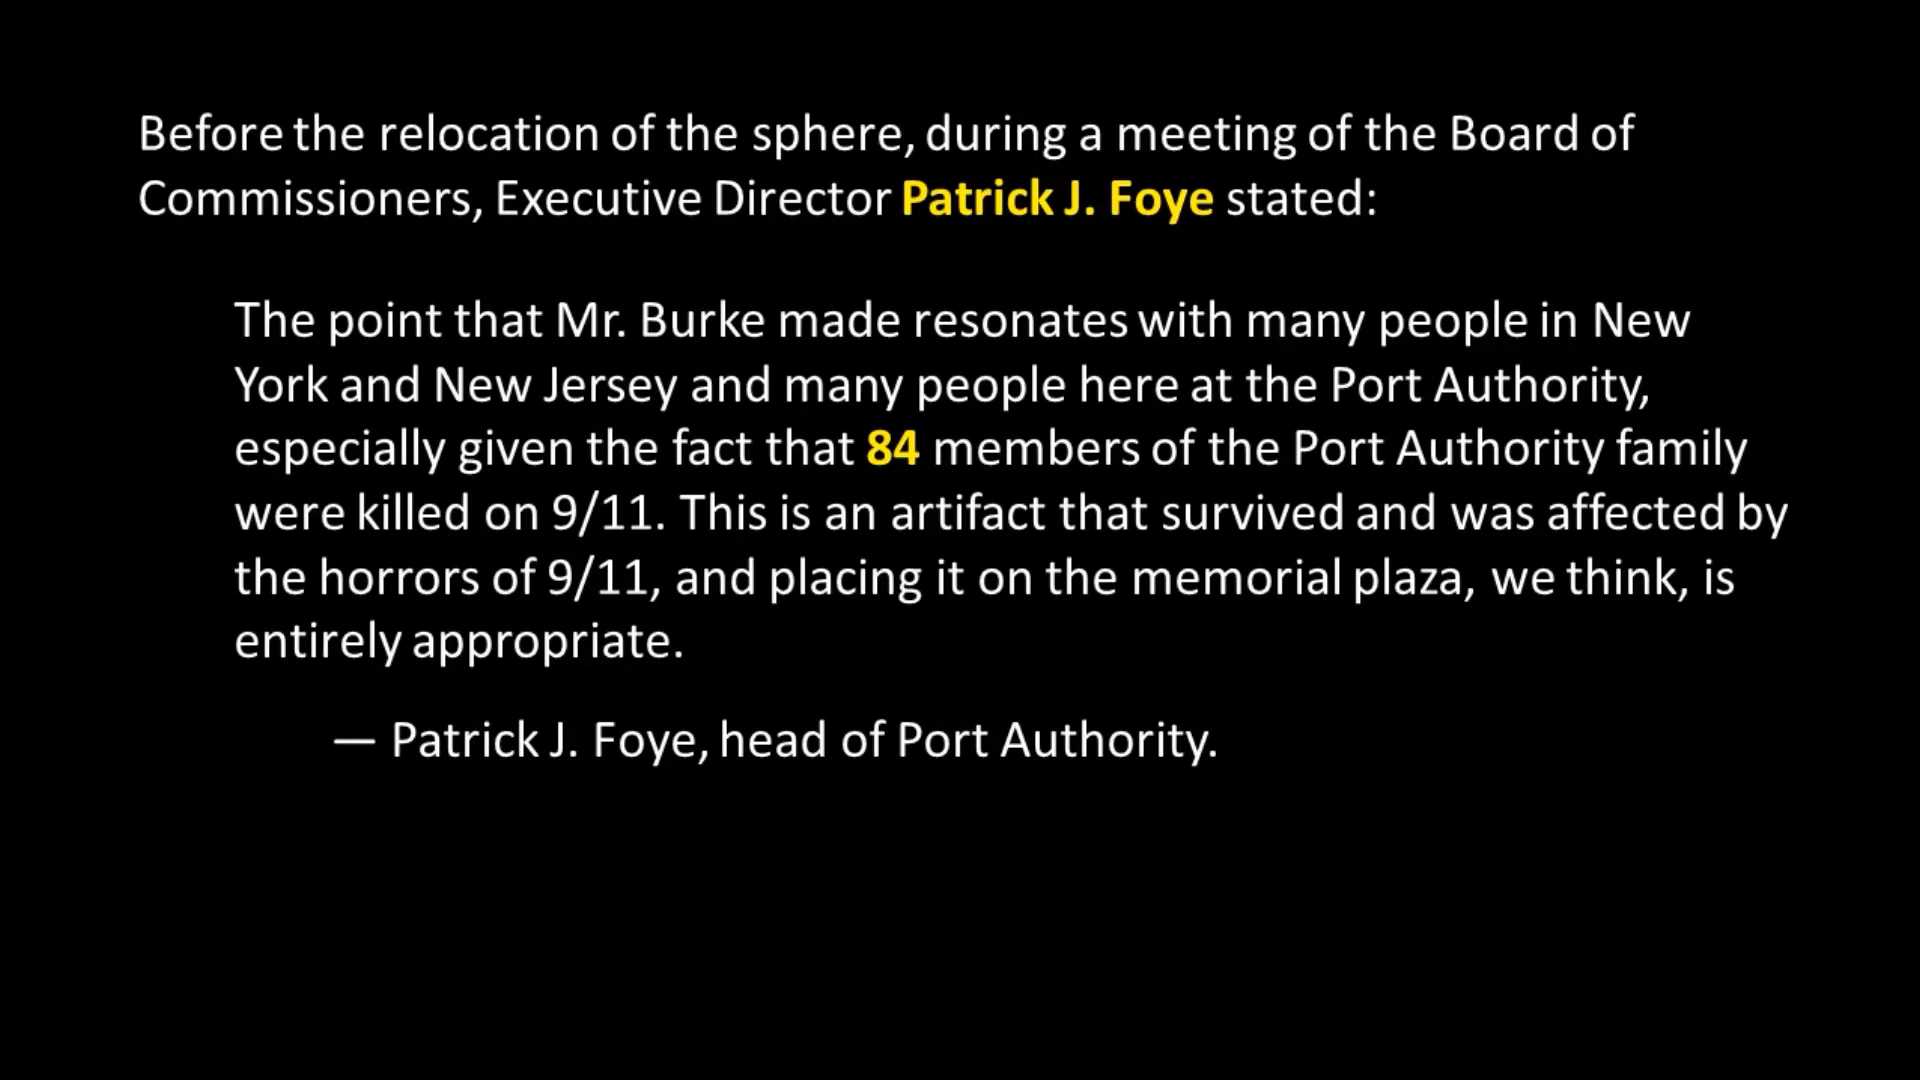 Before the relocation of the sphere, during a meeting of the Board of
Commissioners, Executive Director Patrick J. Foye stated:
The point that Mr. Burke made resonates with many people in New
York and New Jersey and many people here at the Port Authority,
especially given the fact that 84 members of the Port Authority family
were killed on 9/11. This is an artifact that survived and was affected by
the horrors of 9/11, and placing it on the memorial plaza, we think, is
entirely appropriate.
— Patrick J. Foye, head of Port Authority.